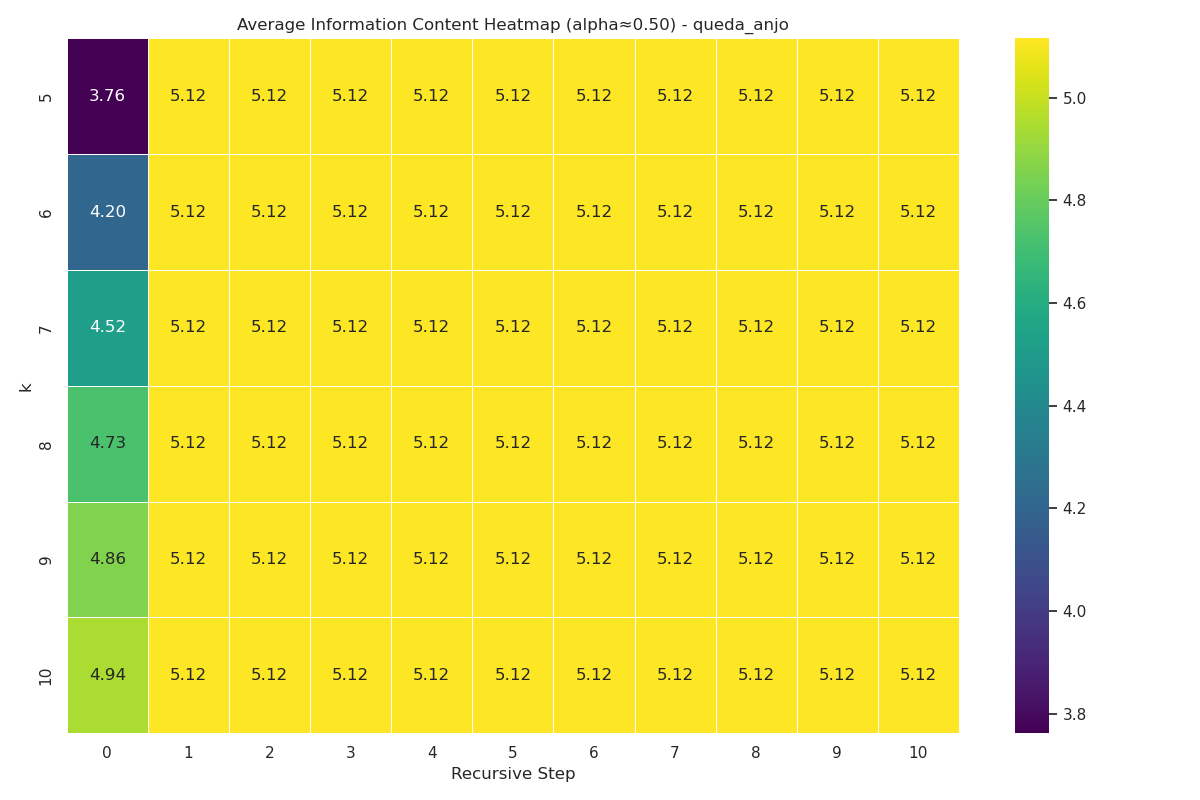 Average Information Content Heatmap (alpha≈0.50) - queda_anjo
5 3.76 5.12 5.12 5.12 5.12 5.12 5.12 5.12 5.12 5.12 5.12
6 4.20 5.12 5.12 5.12 5.12 5.12 5.12 5.12 5.12 5.12 5.12
7 4.52 5.12 5.12 5.12 5.12 5.12 5.12 5.12 5.12 5.12 5.12
k
8 4.73 5.12 5.12 5.12 5.12 5.12 5.12 5.12 5.12 5.12 5.12
9 4.86 5.12 5.12 5.12 5.12 5.12 5.12 5.12 5.12 5.12 5.12
10 4.94 5.12 5.12 5.12 5.12 5.12 5.12 5.12 5.12 5.12 5.12
0 1 2 3 4 5 6 7 8 9 10
Recursive Step
5.0
4.8
4.6
4.4
4.2
4.0
3.8